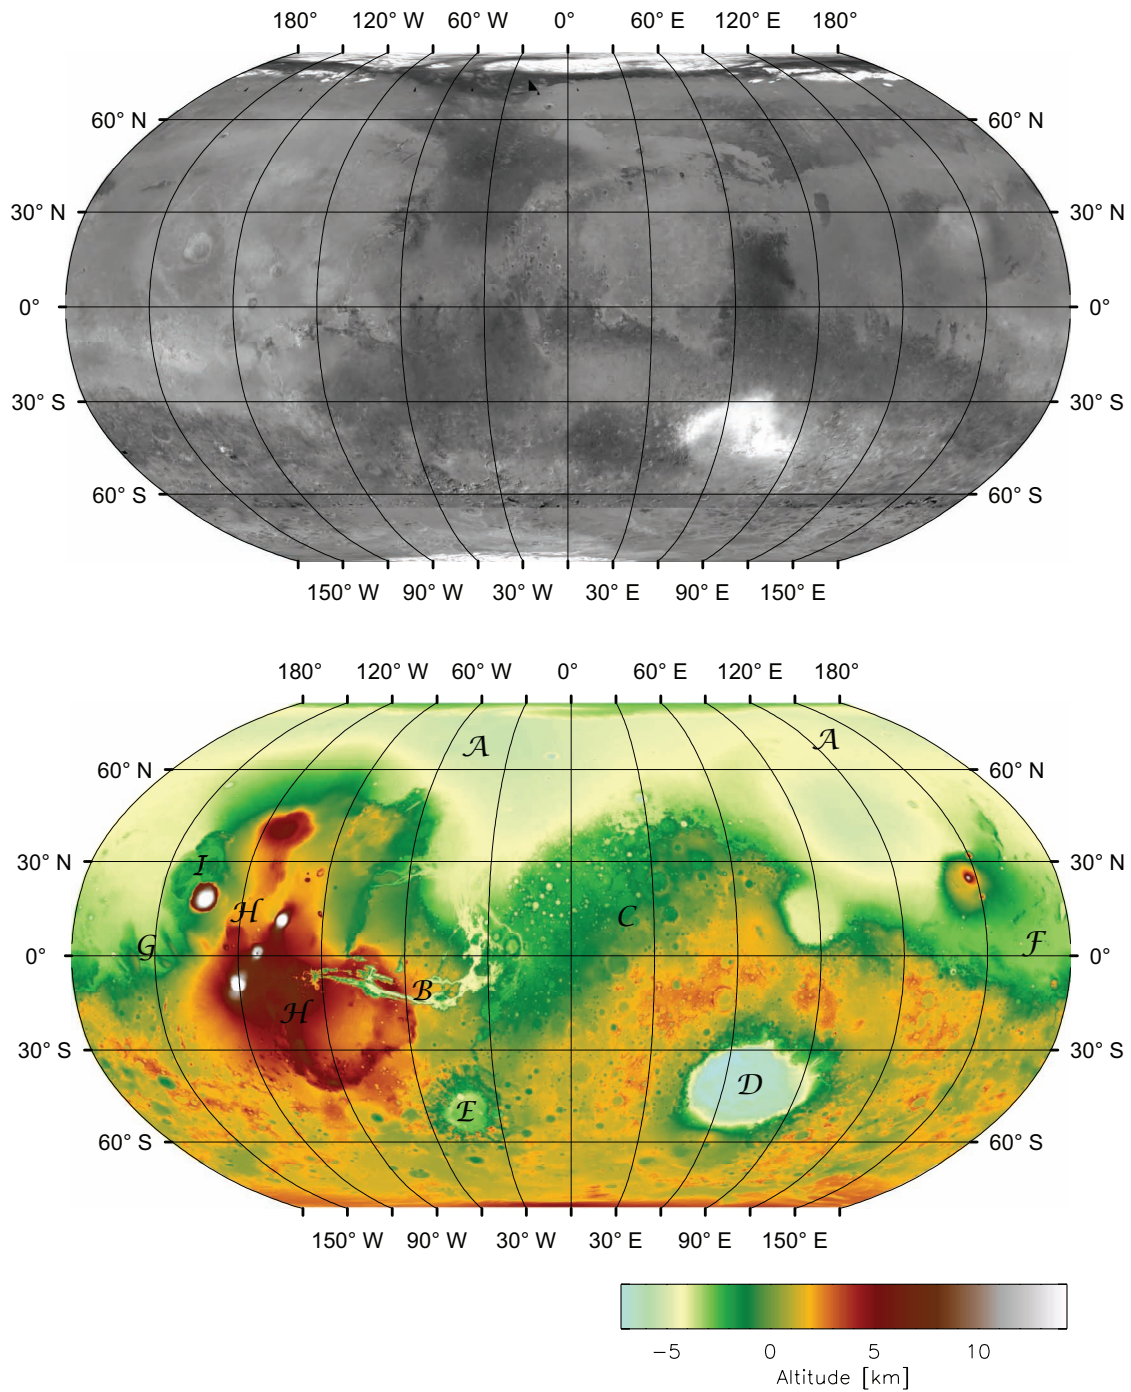 180° 120° W 60° W 0° 60° E 120° E 180°
60° N 60° N
30° N 30° N
0° 0°
30° S 30° S
60° S 60° S
150° W 90° W 30° W 30° E 90° E 150° E
180° 120° W 60° W 0° 60° E 120° E 180°
A A
60° N 60° N
I
30° N 30° N
H C
G F
0° 0°
B
H
30° S 30° S
D
E
60° S 60° S
150° W 90° W 30° W 30° E 90° E 150° E
−5 0 5 10
Altitude [km]